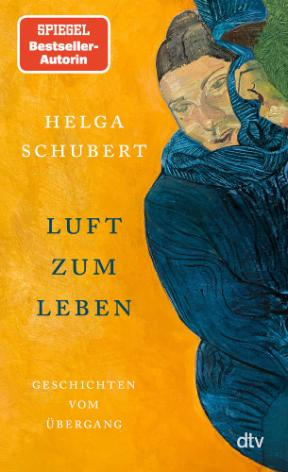 SPIEGEL
Bestseller-
Autorin
HELGA
SCHUBERT
LUFT
ZUM
LEBEN
GESCHICHTEN
VOM
ÜBERGANG
dtv